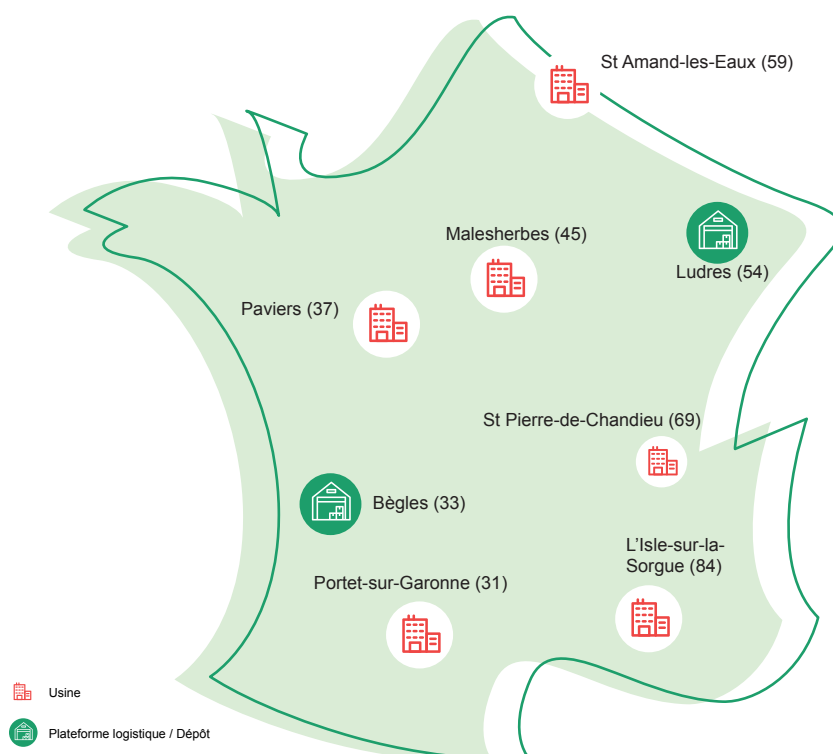 St Amand-les-Eaux (59)
Malesherbes (45)
Ludres (54)
Paviers (37)
St Pierre-de-Chandieu (69)
Bègles (33)
L'Isle-sur-la-
Sorgue (84)
Portet-sur-Garonne (31)
Usine
Plateforme logistique / Dépôt